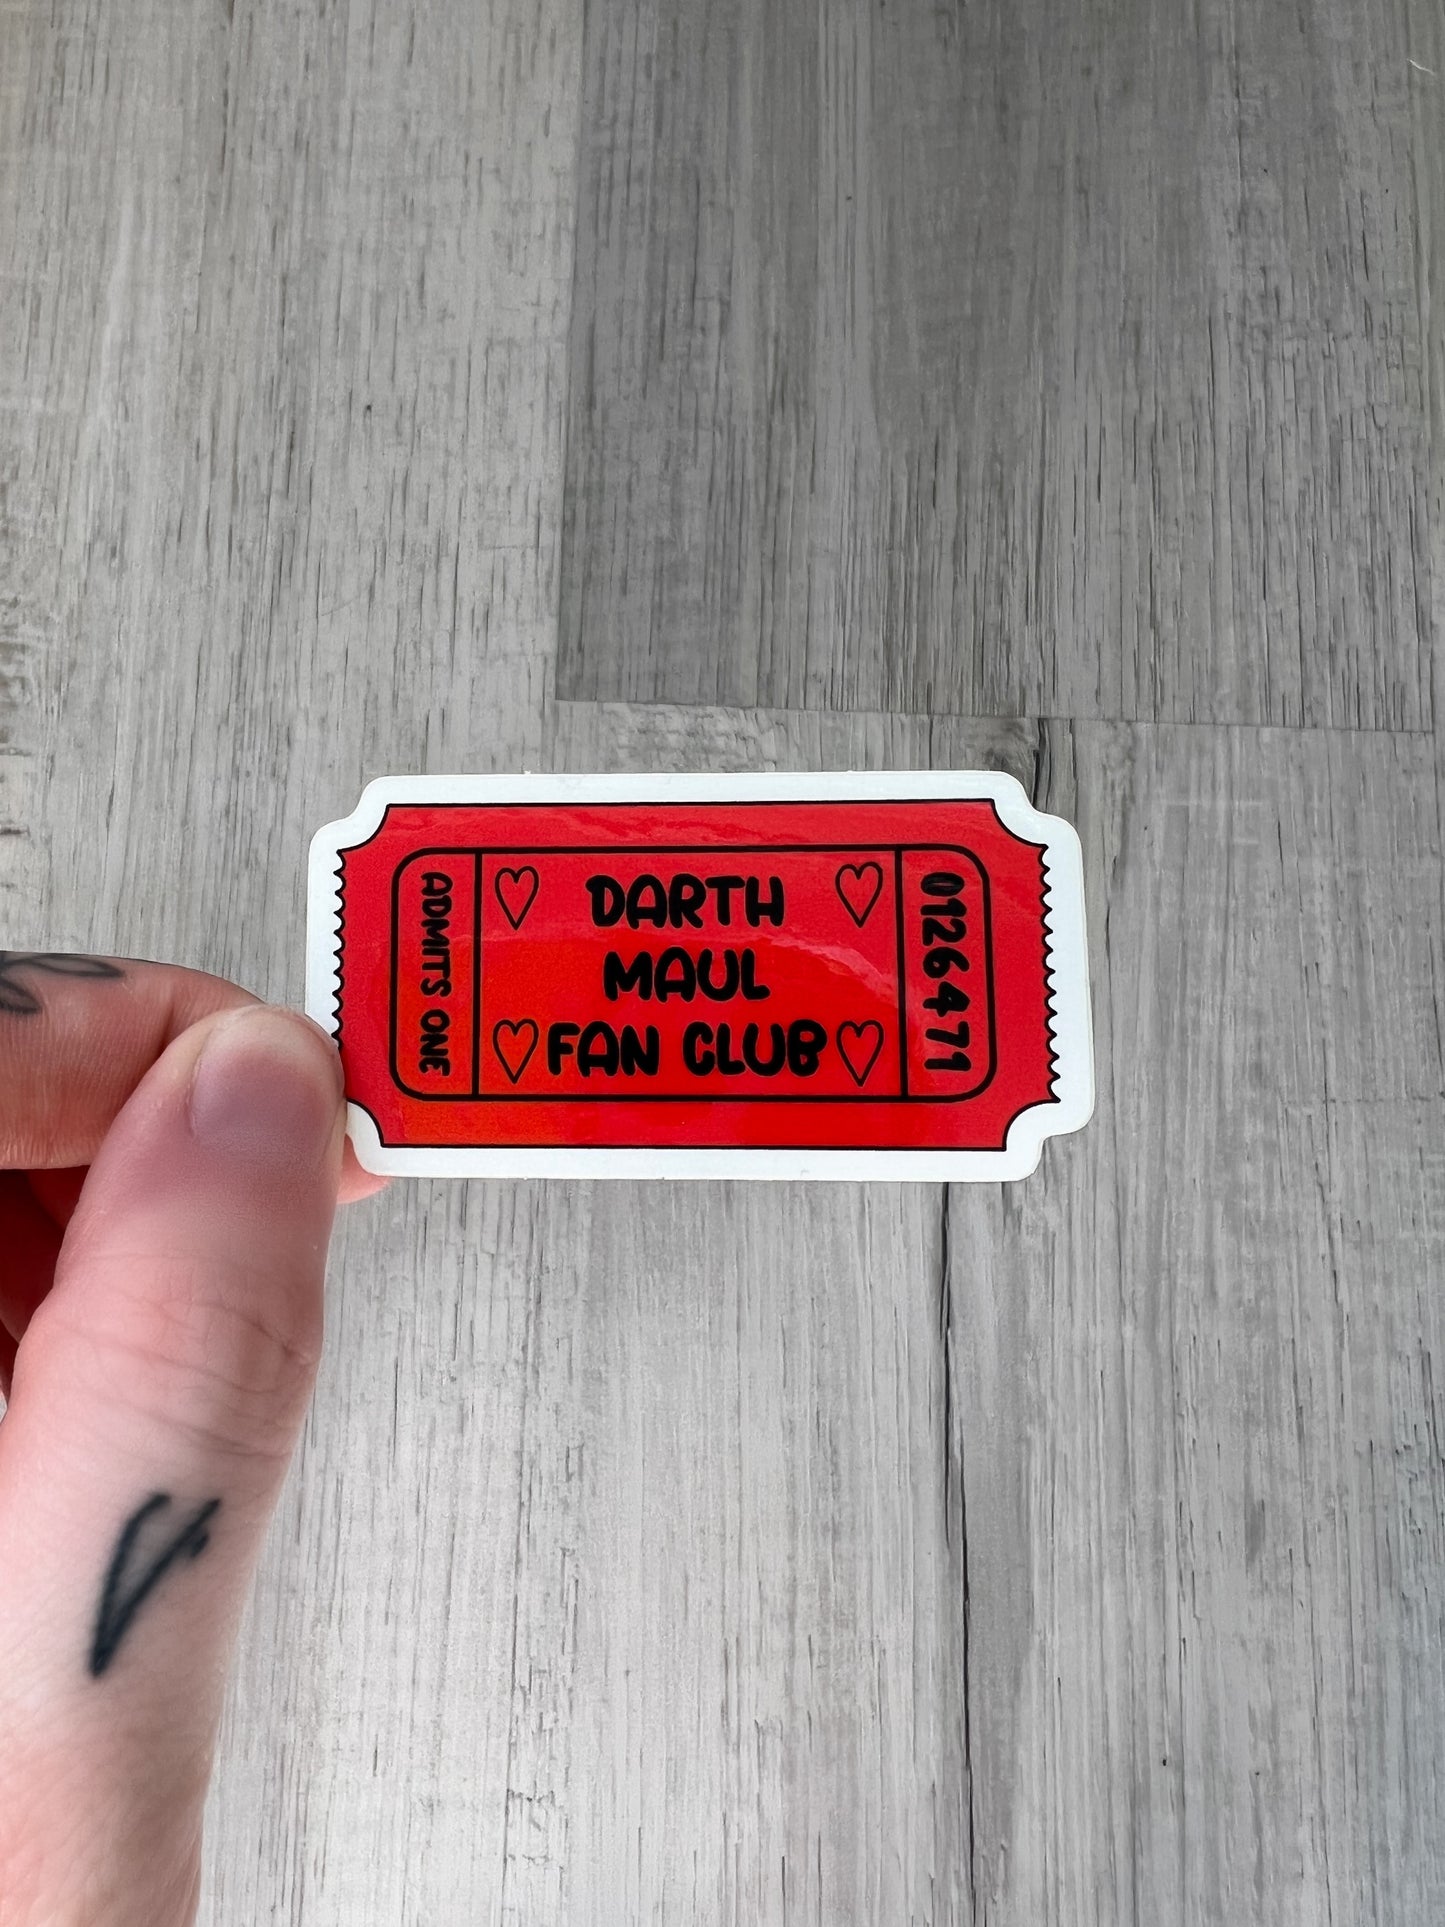 ADMITS ONE
DARTH
MAUL
FAN CLUB
0126471